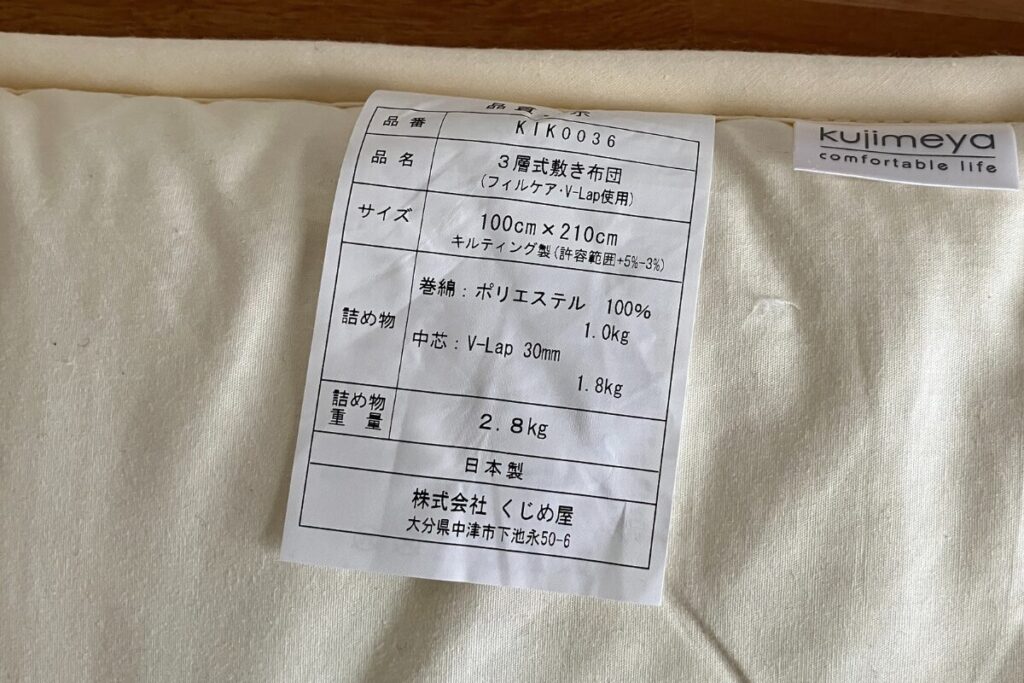 品質表示
品番 KIK0036
品名 3層式敷き布団
(フィルケア・V-Lap使用)
サイズ 100cm×210cm
キルティング製(許容範囲+5%-3%)
詰め物 巻綿：ポリエステル 100%
1.0kg
中芯：V-Lap 30mm
1.8kg
詰め物
重量 2.8kg
日本製
株式会社 くじめ屋
大分県中津市下池永50-6
kujimeya
comfortable life